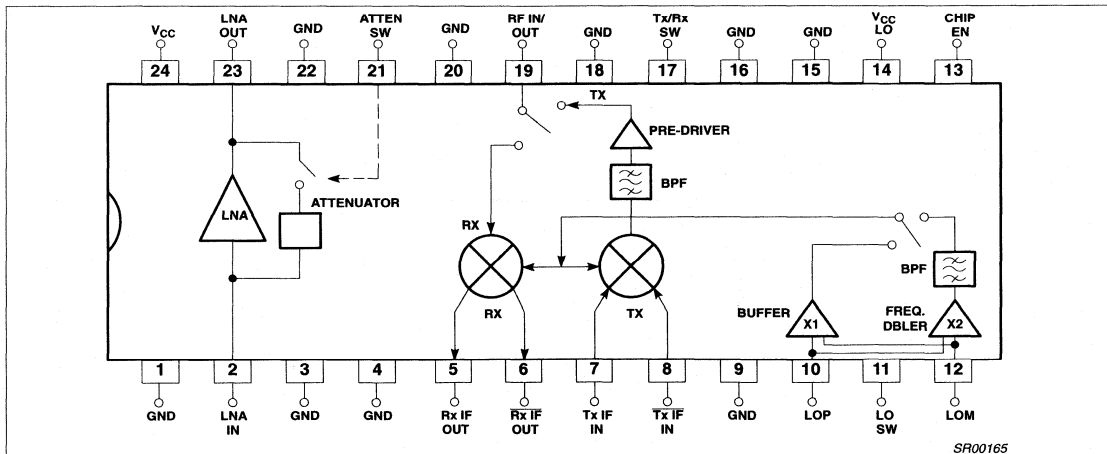 VCC
LNA OUT
GND
ATTEN SW
GND
RF IN/ OUT
GND
Tx/Rx SW
GND
GND
VCC LO
CHIP EN
24
23
22
21
20
19
18
17
16
15
14
13
TX
PRE-DRIVER
BPF
LNA
ATTENUATOR
RX
RX
TX
BPF
BUFFER
X1
FREQ. DBLER
X2
1
2
3
4
5
6
7
8
9
10
11
12
GND
LNA IN
GND
GND
Rx IF OUT
Rx IF OUT
Tx IF IN
Tx IF IN
GND
LOP
LO SW
LOM
SR00165